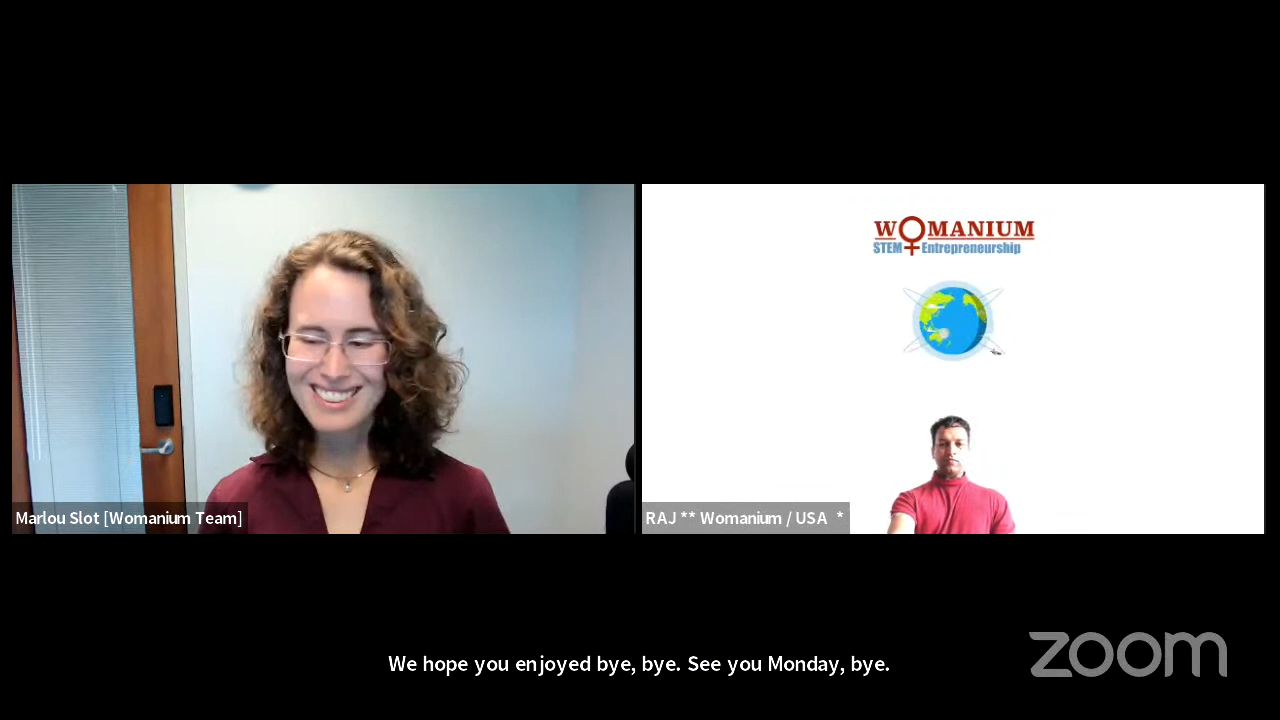 WOMANIUM
STEM Entrepreneurship
Marlou Slot [Womanium Team]
RAJ ** Womanium / USA *
We hope you enjoyed bye, bye. See you Monday, bye.
zoom